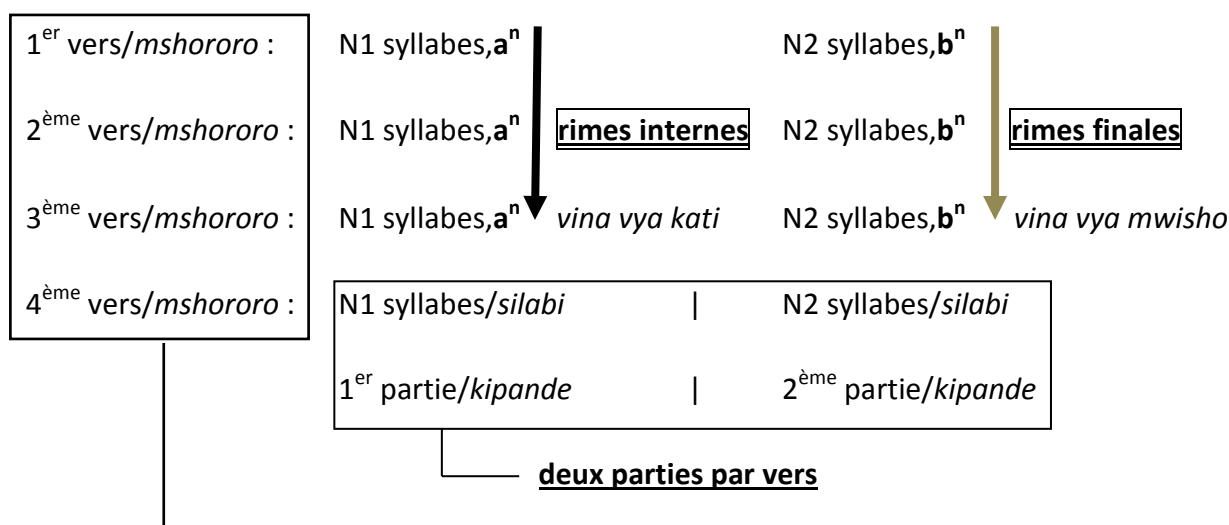 1er vers/mshororo : N1 syllabes,an N2 syllabes,bn
2ème vers/mshororo : N1 syllabes,an rimes internes N2 syllabes,bn rimes finales
3ème vers/mshororo : N1 syllabes,an vina vya kati N2 syllabes,bn vina vya mwisho
4ème vers/mshororo : N1 syllabes/silabi | N2 syllabes/silabi
1er partie/kipande | 2ème partie/kipande
deux parties par vers